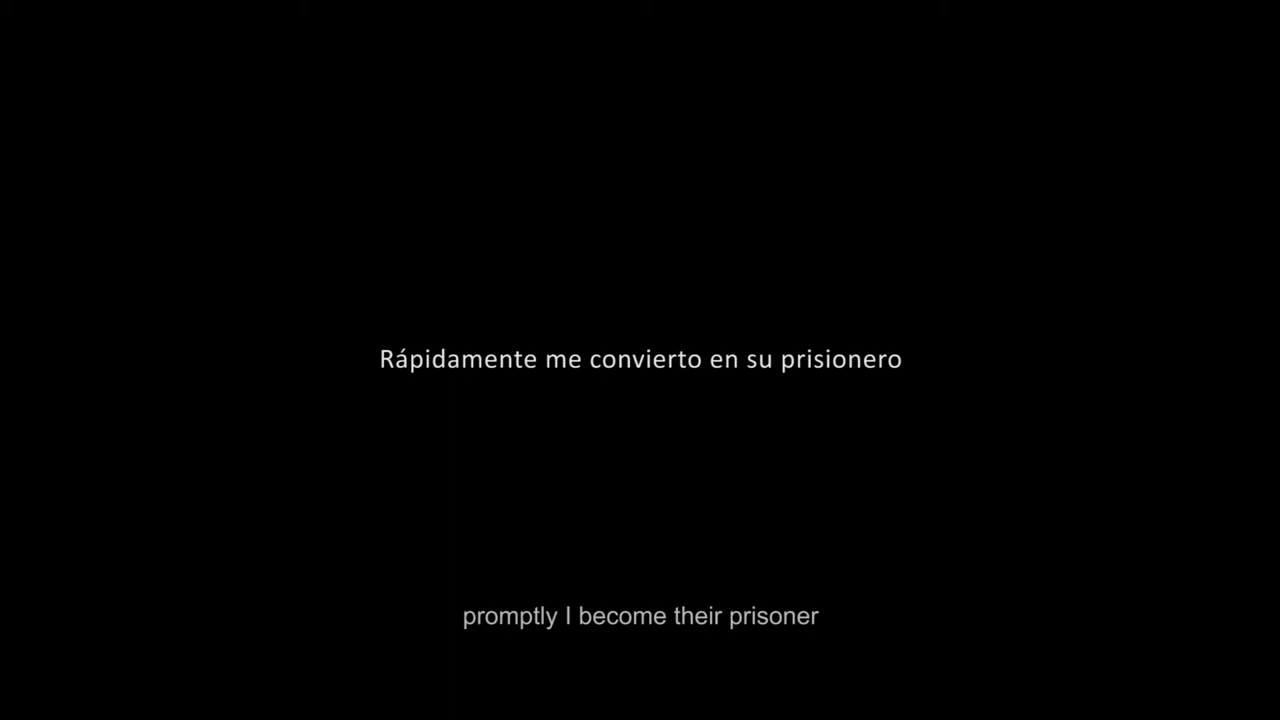 Rápidamente me convierto en su prisionero
promptly I become their prisoner